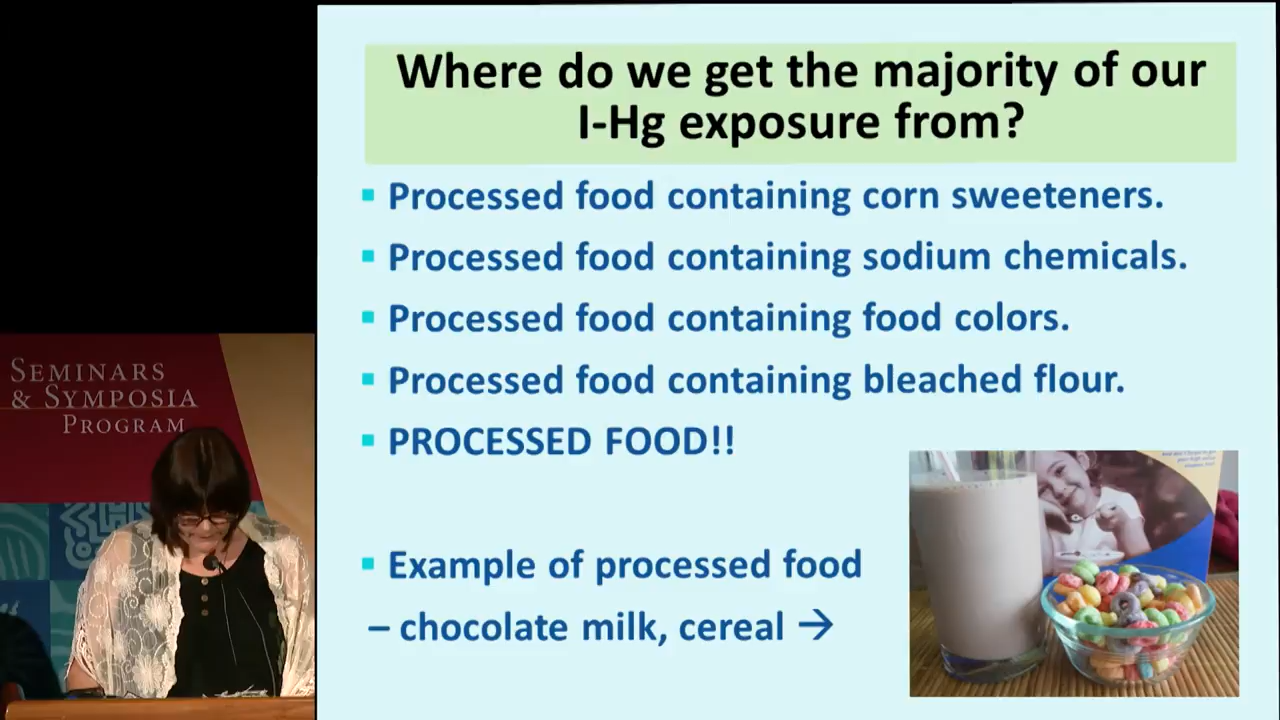 Where do we get the majority of our
I-Hg exposure from?
▪ Processed food containing corn sweeteners.
▪ Processed food containing sodium chemicals.
▪ Processed food containing food colors.
▪ Processed food containing bleached flour.
▪ PROCESSED FOOD!!
▪ Example of processed food
– chocolate milk, cereal →
SEMINARS
& SYMPOSIA
PROGRAM